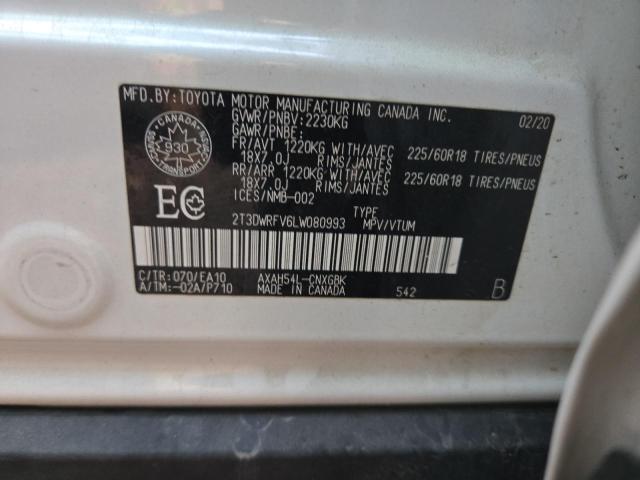 MFD.BY:TOYOTA MOTOR MANUFACTURING CANADA INC. 02/20
GVWR/PNBV:2230KG
GAWR/PNBE:
FR/AVT 1220KG WITH/AVEC 225/60R18 TIRES/PNEUS
18X7.0J RIMS/JANTES
RR/ARR 1220KG WITH/AVEC 225/60R18 TIRES/PNEUS
18X7.0J RIMS/JANTES
ICES/NMB-002
CANADA
930
TRANSPORT
EC
2T3DWRFV6LW080993 MPV/VTUM
TYPE
C/TR:070/EA10 AXAH54L-CNXGBK
A/TM:-02A/P710 MADE IN CANADA 542 B